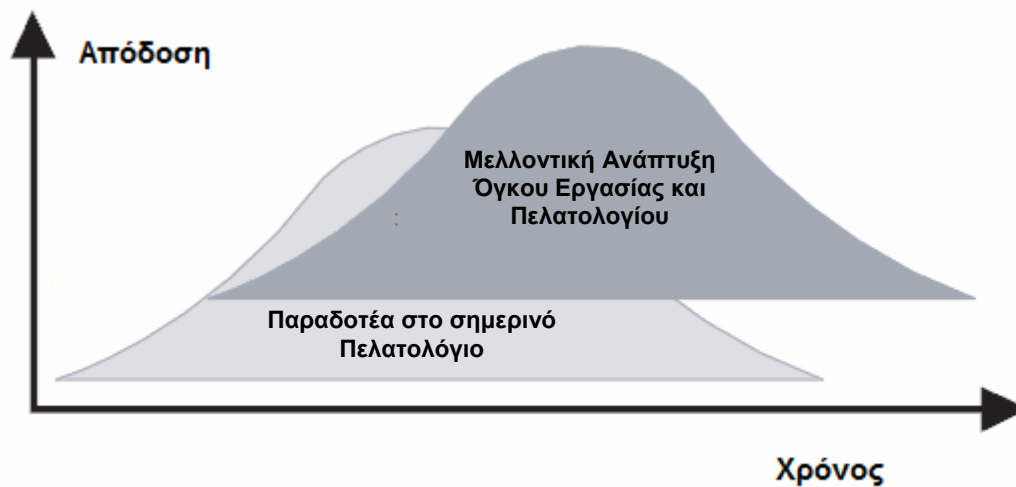 Απόδοση
Μελλοντική Ανάπτυξη
Όγκου Εργασίας και
Πελατολογίου
:
Παραδοτέα στο σημερινό
Πελατολόγιο
Χρόνος